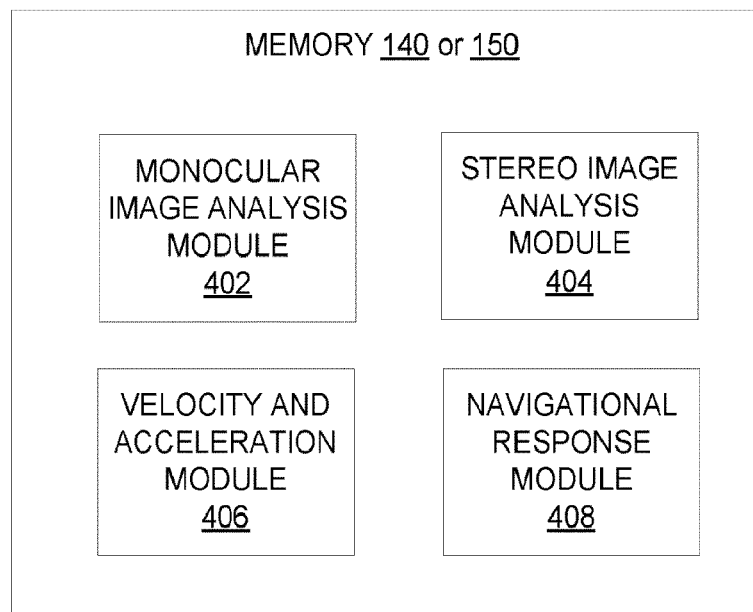 MEMORY 140 or 150
MONOCULAR
IMAGE ANALYSIS
MODULE
402
STEREO IMAGE
ANALYSIS
MODULE
404
VELOCITY AND
ACCELERATION
MODULE
406
NAVIGATIONAL
RESPONSE
MODULE
408